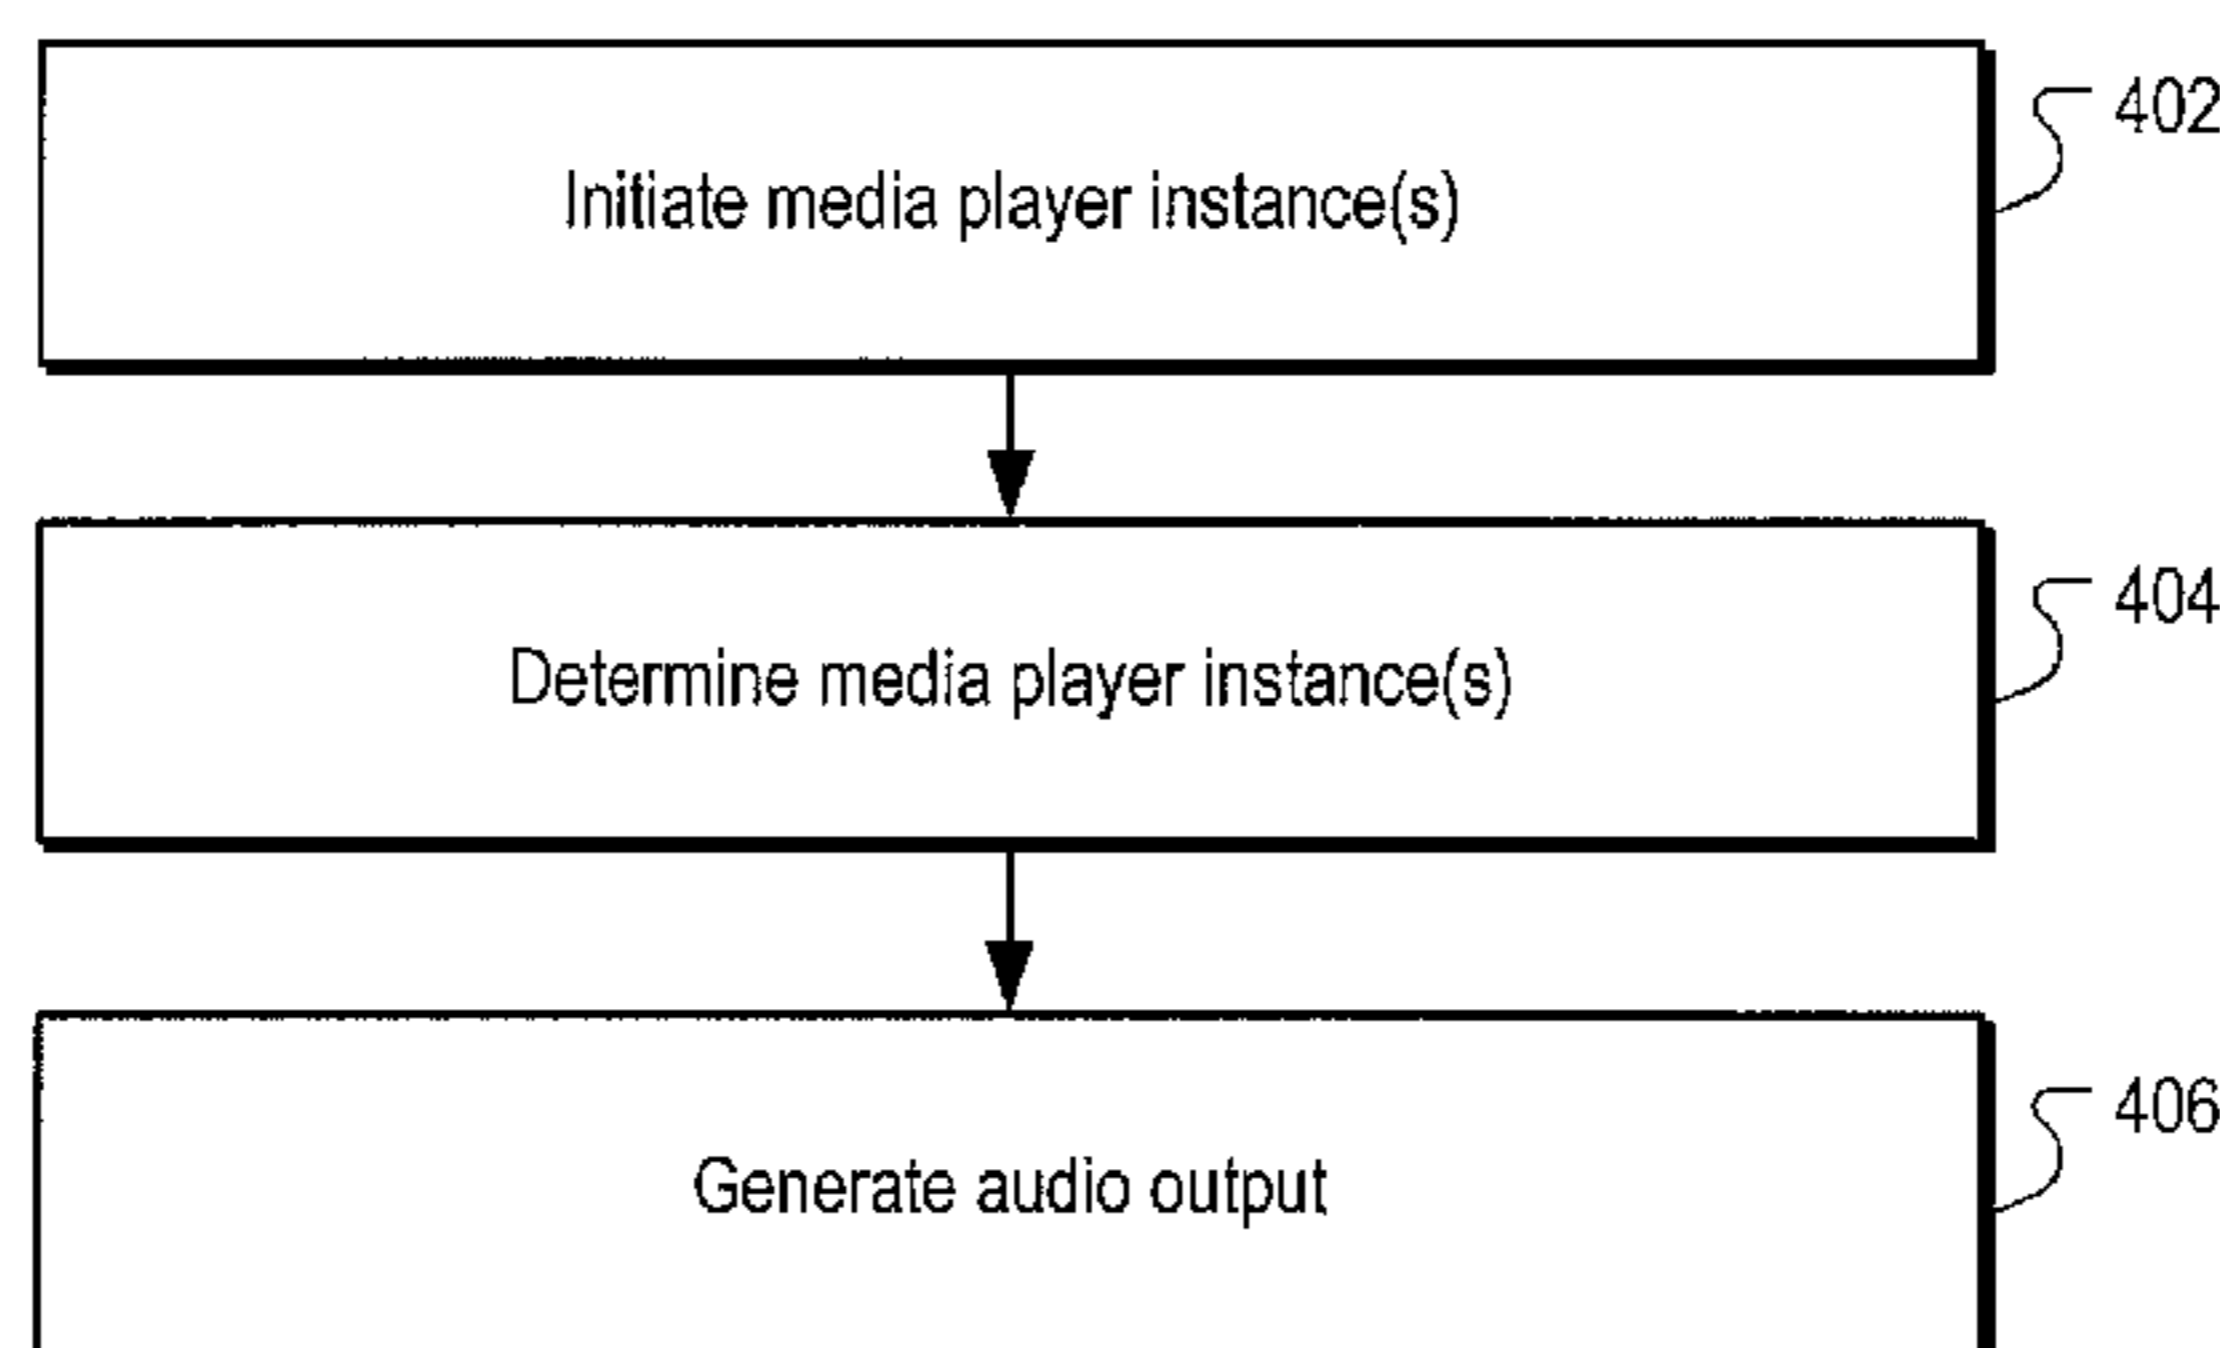 Initiate media player instance(s)
402
Determine media player instance(s)
404
Generate audio output
406